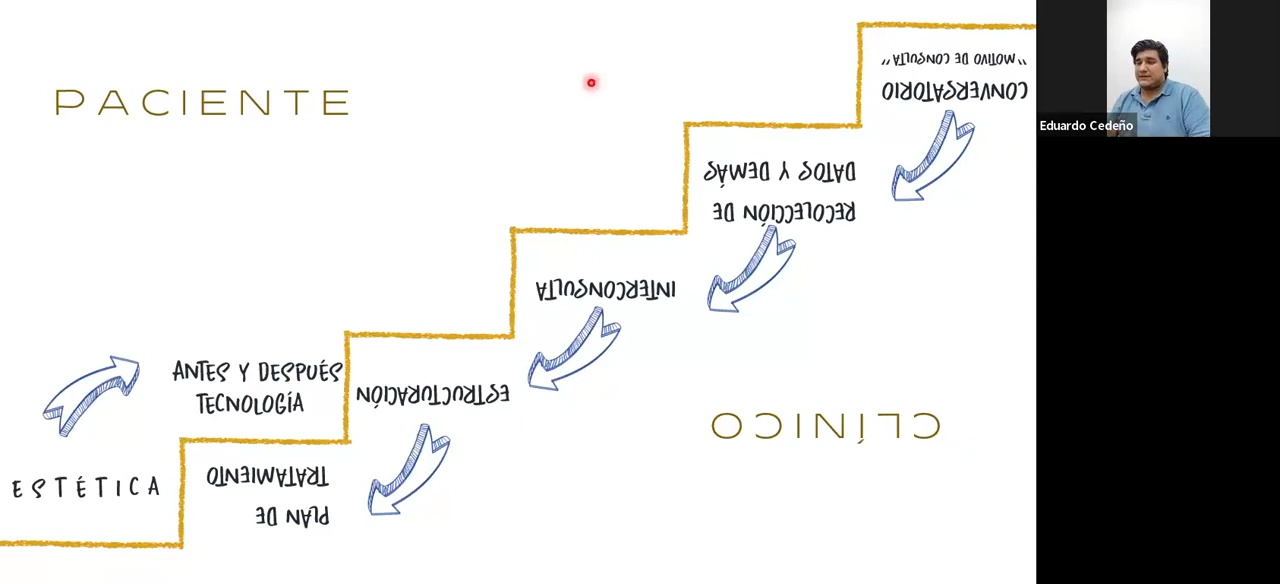 PACIENTE
ANTES Y DESPUÉS
TECNOLOGÍA
ESTÉTICA
CONVERSATORIO
"MOTIVO DE CONSULTA"
RECOLECCIÓN DE
DATOS Y DEMÁS
INTERCONSULTA
ESTRUCTURACIÓN
PLAN DE
TRATAMIENTO
CLÍNICO
Eduardo Cedeño